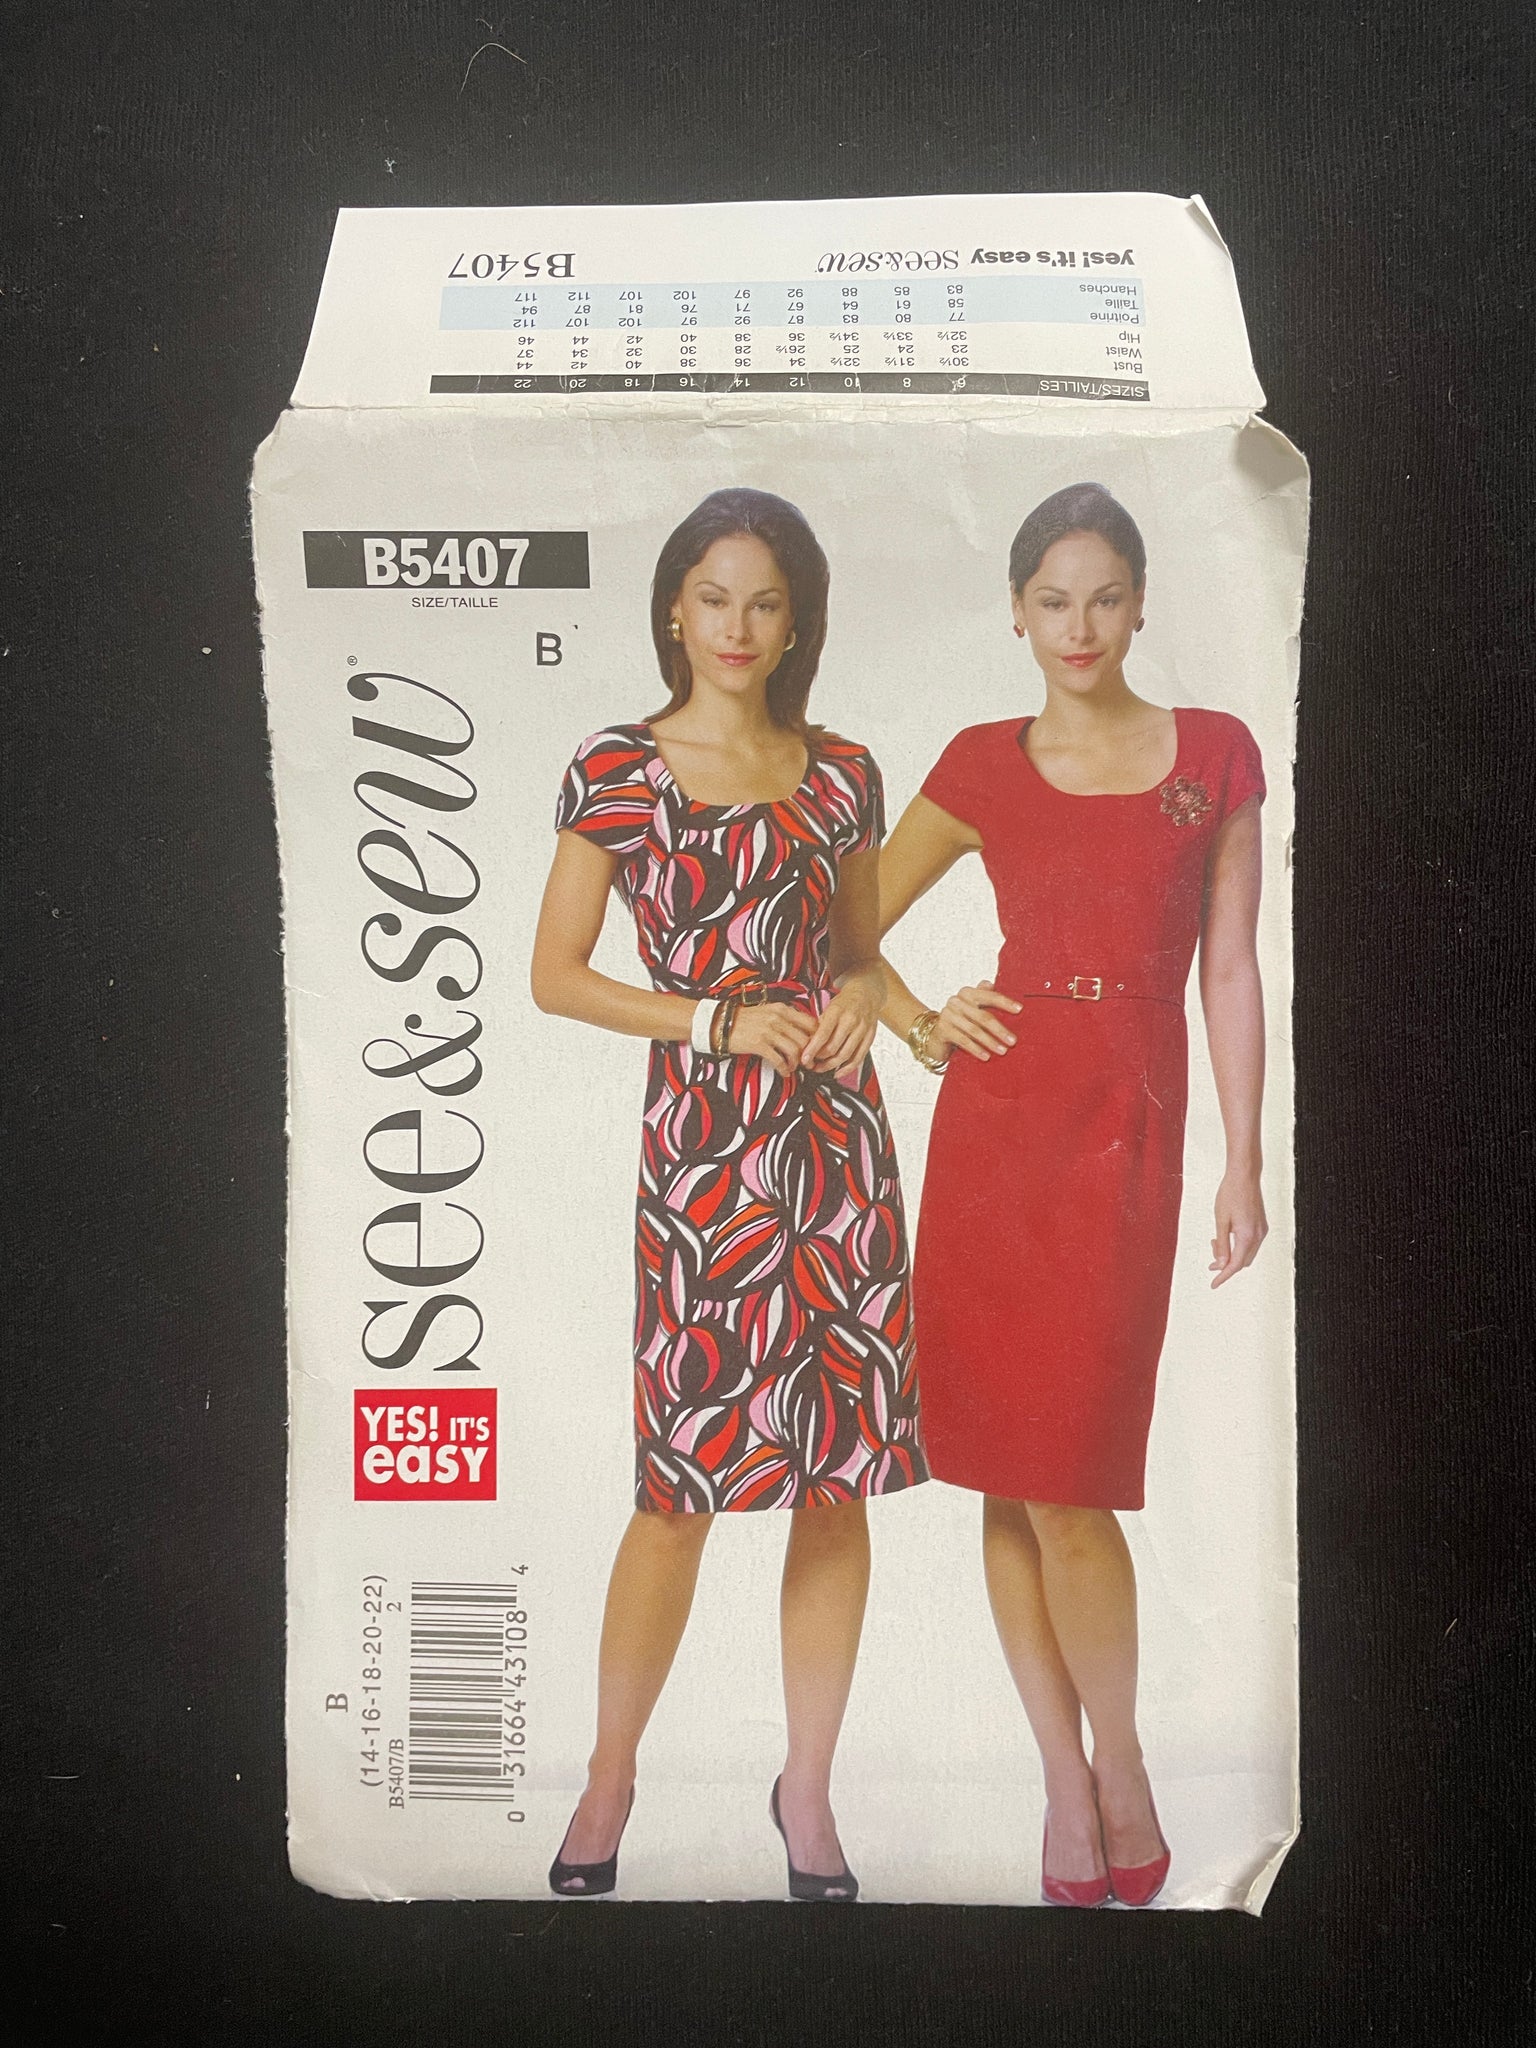 SIZES/TAILLES 6 8 10 12 14 16 18 20 22
Bust 30½ 31½ 32½ 34 36 38 40 42 44
Waist 23 24 25 26½ 28 30 32 34 37
Hip 32½ 33½ 34½ 36 38 40 42 44 46
Poitrine 77 80 83 87 92 97 102 107 112
Taille 58 61 64 67 71 76 81 87 94
Hanches 83 85 88 92 97 102 107 112 117
yes! it's easy see&sew B5407
B5407
SIZE/TAILLE
B
see&sew®
YES! IT'S
easy
B
(14-16-18-20-22)
B5407/B 2
0 31664 43108 4